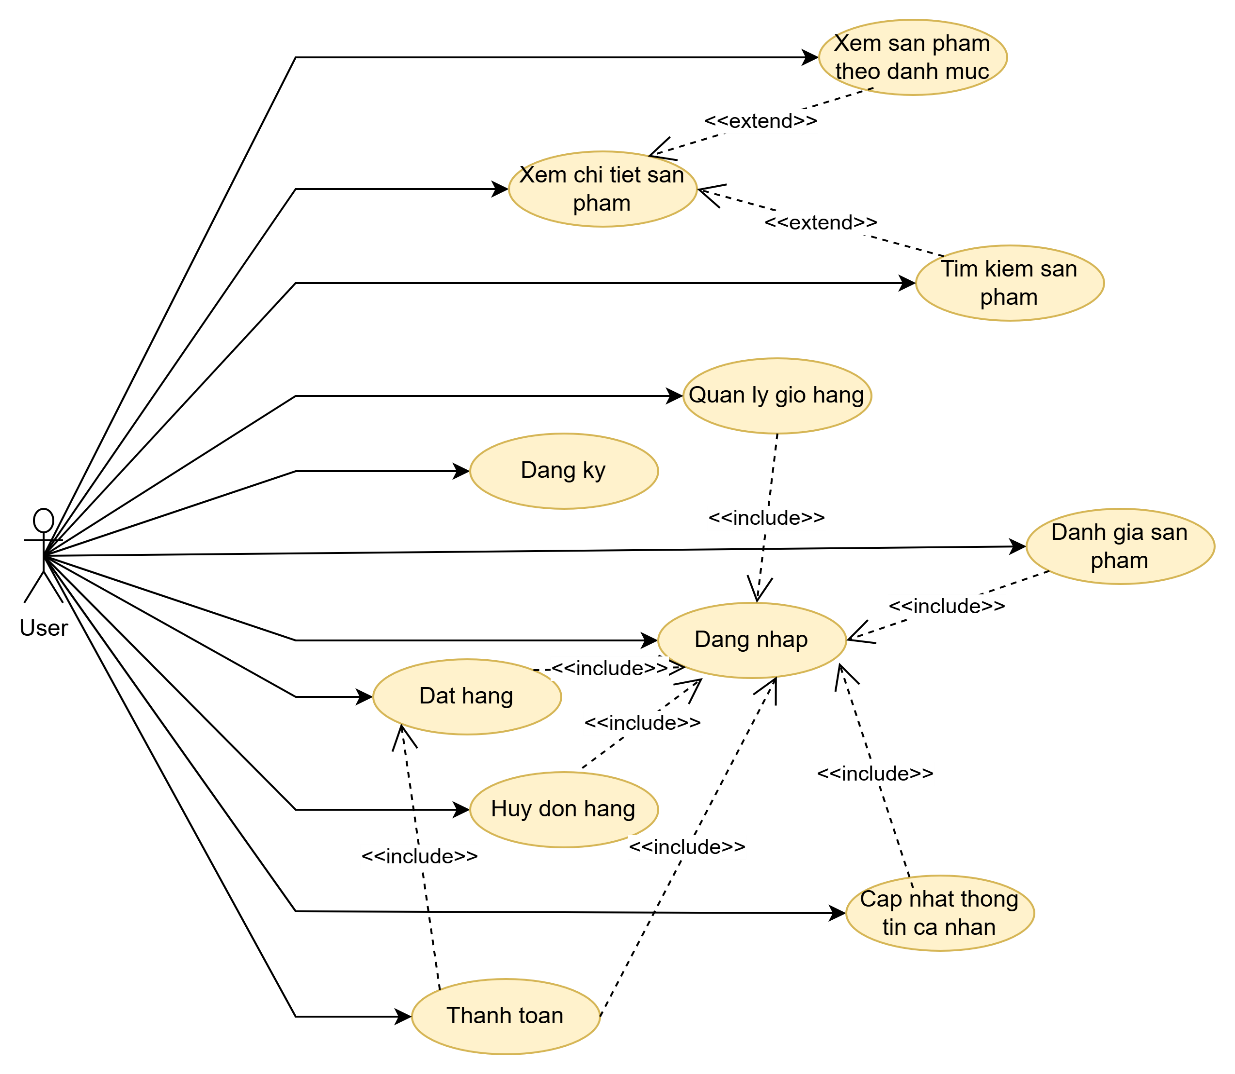 Xem san pham
theo danh muc
<<extend>>
Xem chi tiet san
pham
<<extend>>
Tim kiem san
pham
Quan ly gio hang
Dang ky
<<include>>
Danh gia san
pham
<<include>>
User
Dang nhap
<<include>>
Dat hang
<<include>>
<<include>>
Huy don hang
<<include>>
<<include>>
Cap nhat thong
tin ca nhan
Thanh toan